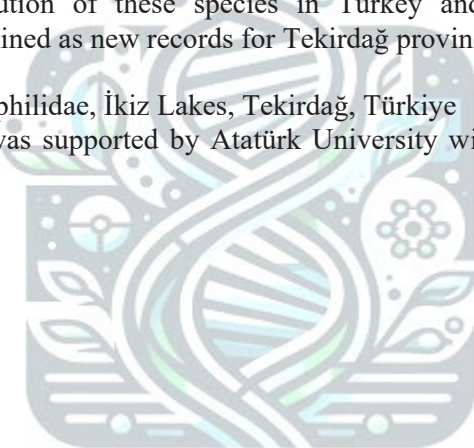 ution of these species in Turkey and
ined as new records for Tekirdağ provin
philidae, İkiz Lakes, Tekirdağ, Türkiye
was supported by Atatürk University wi